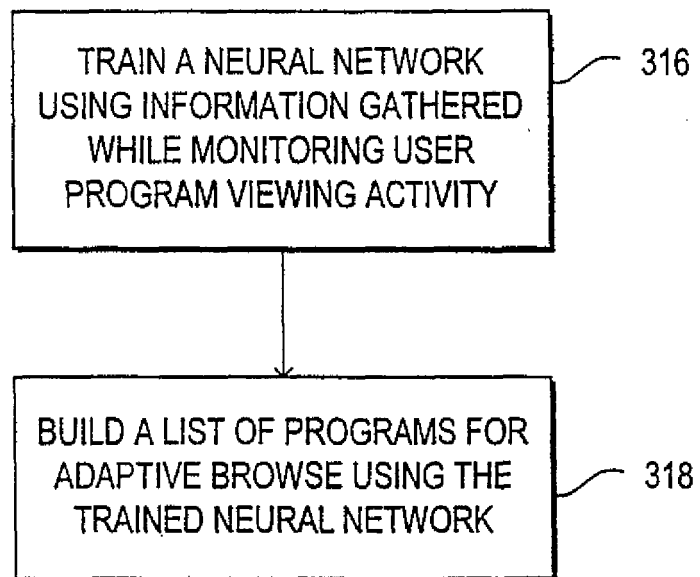 TRAIN A NEURAL NETWORK
USING INFORMATION GATHERED
WHILE MONITORING USER
PROGRAM VIEWING ACTIVITY
316
BUILD A LIST OF PROGRAMS FOR
ADAPTIVE BROWSE USING THE
TRAINED NEURAL NETWORK
318